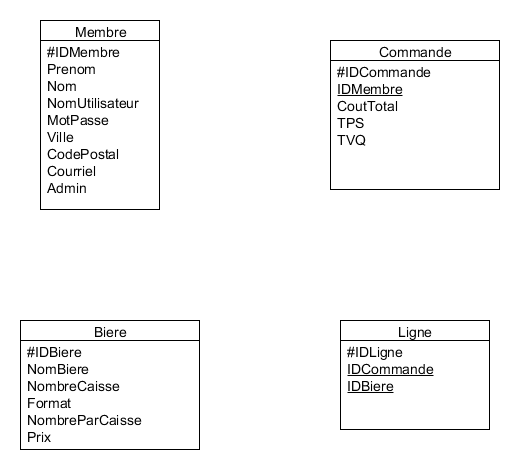 Membre
#IDMembre
Prenom
Nom
NomUtilisateur
MotPasse
Ville
CodePostal
Courriel
Admin
Commande
#IDCommande
IDMembre
CoutTotal
TPS
TVQ
Biere
#IDBiere
NomBiere
NombreCaisse
Format
NombreParCaisse
Prix
Ligne
#IDLigne
IDCommande
IDBiere